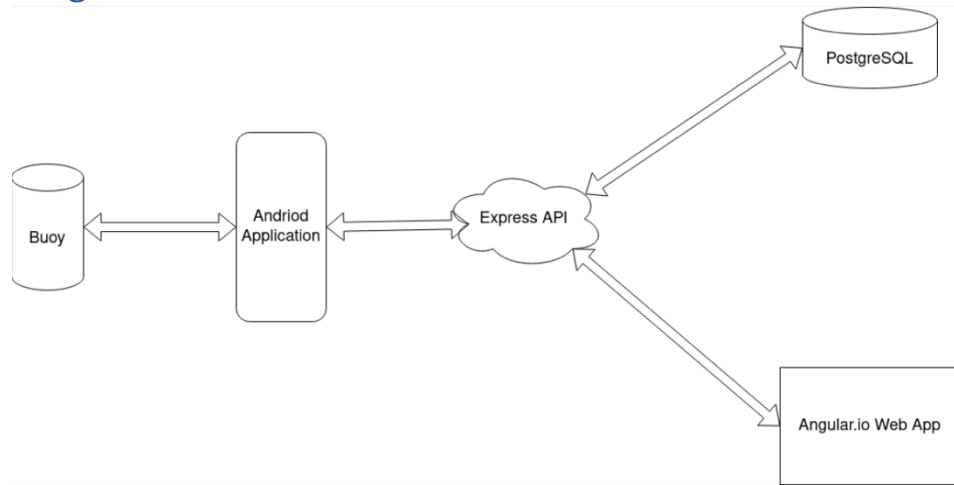 PostgreSQL
Buoy
Andriod
Application
Express API
Angular.io Web App